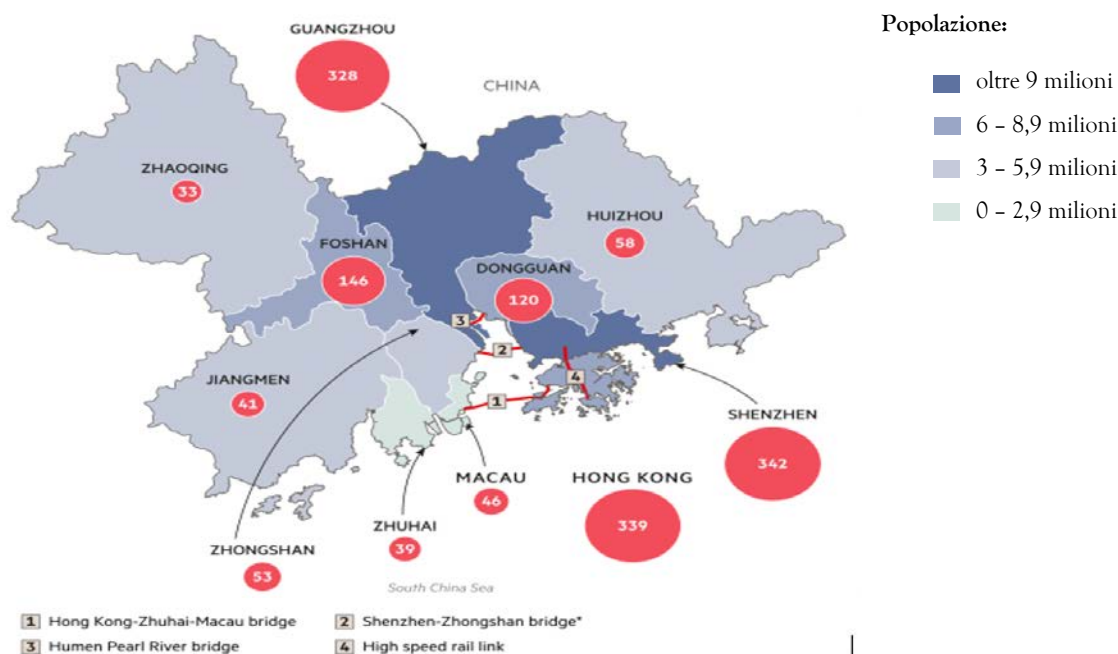 GUANGZHOU
328
CHINA
ZHAOQING
33
HUIZHOU
58
FOSHAN
146
DONGGUAN
120
3
2
JIANGMEN
41
4
1
SHENZHEN
342
MACAU
46
HONG KONG
339
ZHUHAI
39
ZHONGSHAN
53
South China Sea
1 Hong Kong-Zhuhai-Macau bridge
2 Shenzhen-Zhongshan bridge*
3 Humen Pearl River bridge
4 High speed rail link
Popolazione:
oltre 9 milioni
6 – 8,9 milioni
3 – 5,9 milioni
0 – 2,9 milioni